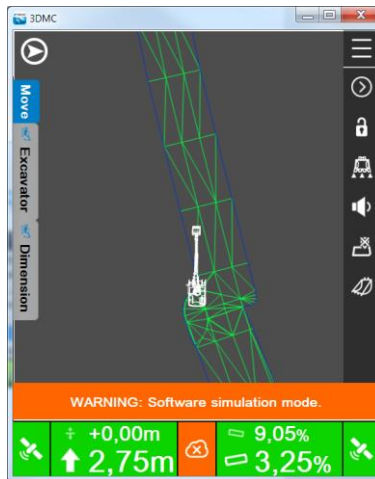 3DMC
Move
Excavator
Dimension
WARNING: Software simulation mode.
+0,00m
9,05%
2,75m
3,25%